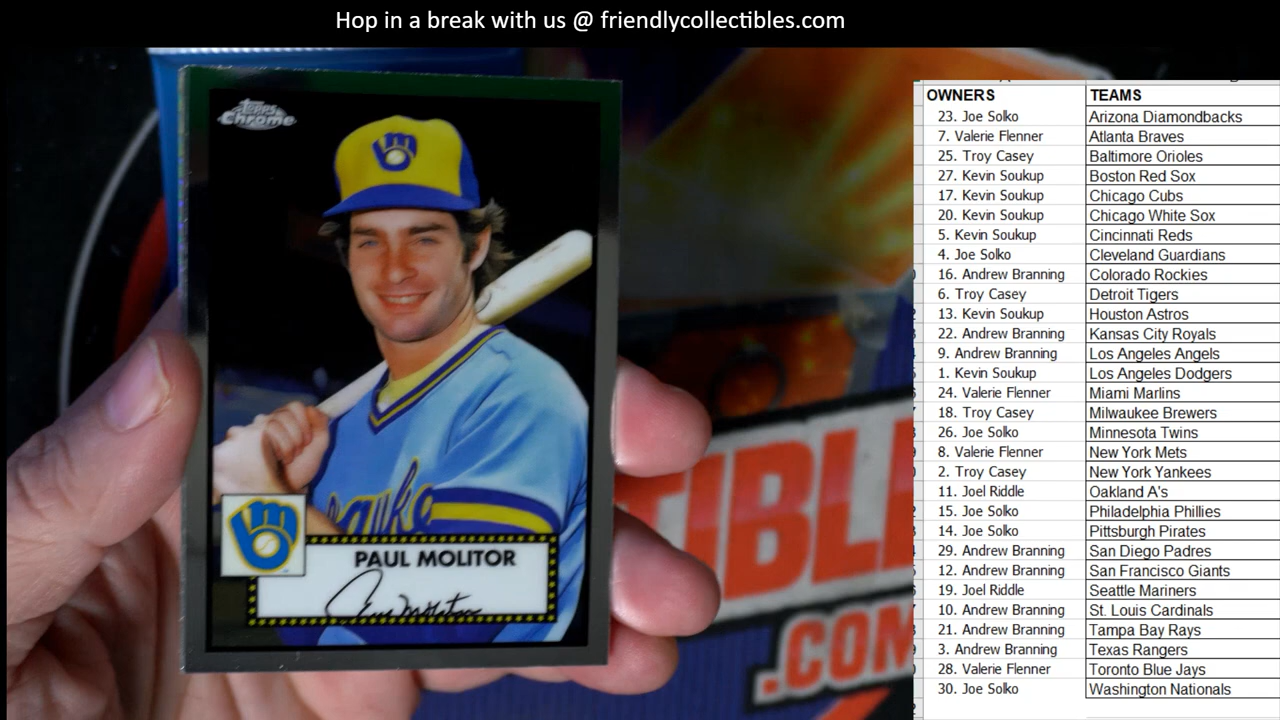 Hop in a break with us @ friendlycollectibles.com
Topps
Chrome
PAUL MOLITOR
Paul Molitor
TIBL
.COM
OWNERS TEAMS
23. Joe Solko Arizona Diamondbacks
7. Valerie Flenner Atlanta Braves
25. Troy Casey Baltimore Orioles
27. Kevin Soukup Boston Red Sox
17. Kevin Soukup Chicago Cubs
20. Kevin Soukup Chicago White Sox
5. Kevin Soukup Cincinnati Reds
4. Joe Solko Cleveland Guardians
16. Andrew Branning Colorado Rockies
6. Troy Casey Detroit Tigers
13. Kevin Soukup Houston Astros
22. Andrew Branning Kansas City Royals
9. Andrew Branning Los Angeles Angels
1. Kevin Soukup Los Angeles Dodgers
24. Valerie Flenner Miami Marlins
18. Troy Casey Milwaukee Brewers
26. Joe Solko Minnesota Twins
8. Valerie Flenner New York Mets
2. Troy Casey New York Yankees
11. Joel Riddle Oakland A's
15. Joe Solko Philadelphia Phillies
14. Joe Solko Pittsburgh Pirates
29. Andrew Branning San Diego Padres
12. Andrew Branning San Francisco Giants
19. Joel Riddle Seattle Mariners
10. Andrew Branning St. Louis Cardinals
21. Andrew Branning Tampa Bay Rays
3. Andrew Branning Texas Rangers
28. Valerie Flenner Toronto Blue Jays
30. Joe Solko Washington Nationals